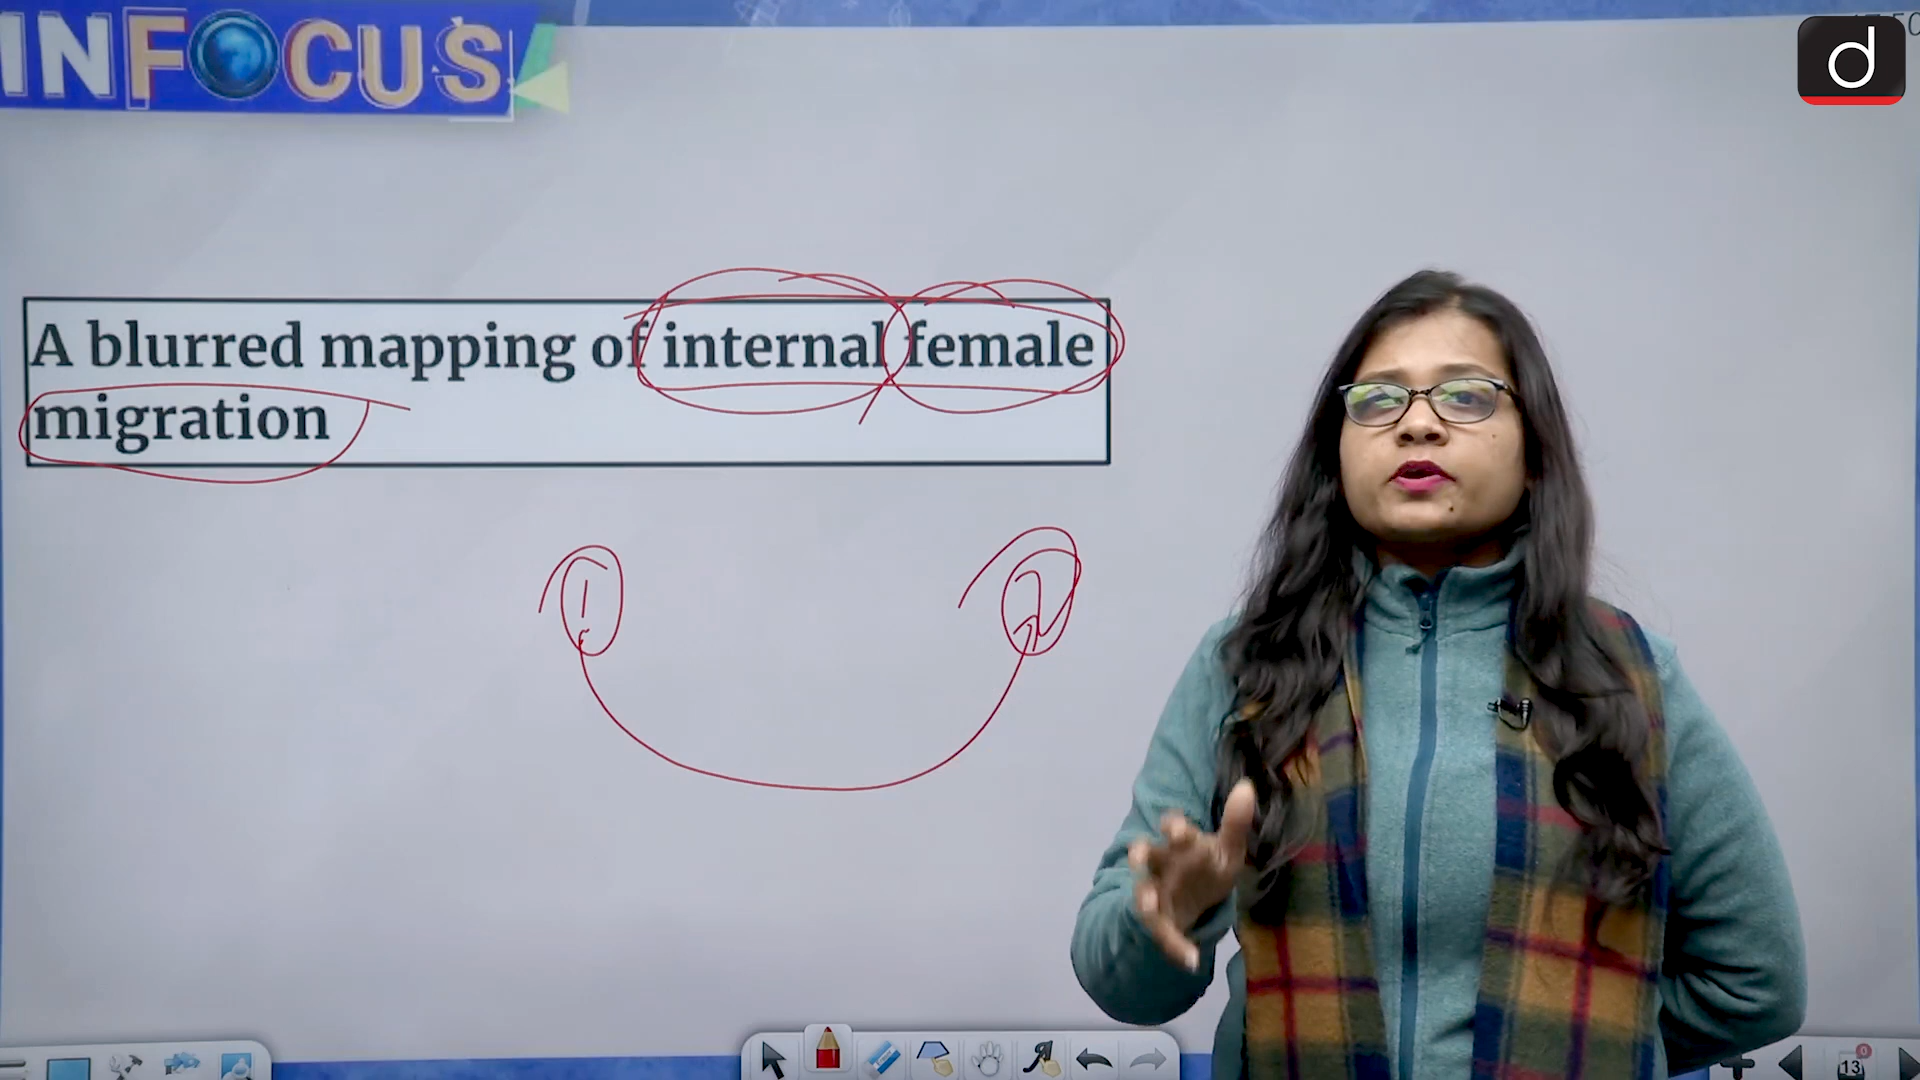 INFOCUS
d
A blurred mapping of internal female
migration
1
2
13